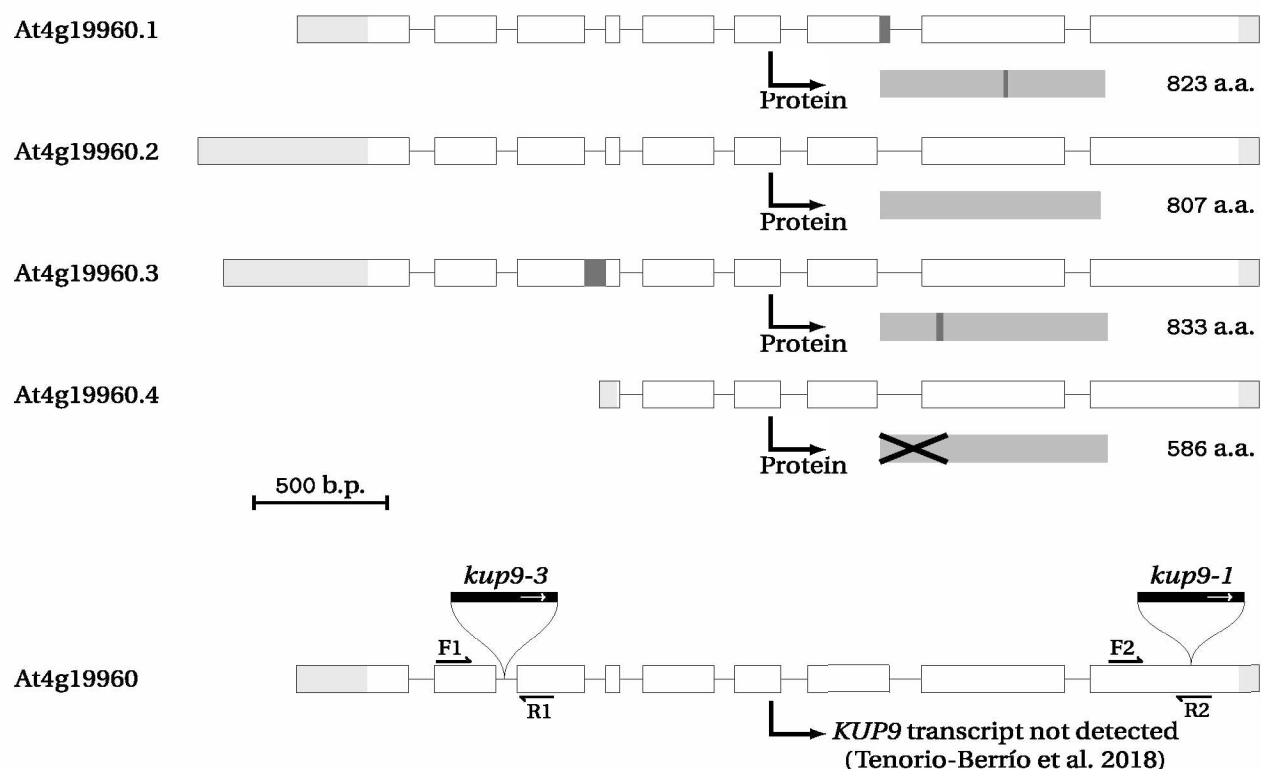 At4g19960.1
Protein
823 a.a.
At4g19960.2
Protein
807 a.a.
At4g19960.3
Protein
833 a.a.
At4g19960.4
Protein
586 a.a.
500 b.p.
kup9-3
kup9-1
F1
F2
At4g19960
R1
R2
KUP9 transcript not detected
(Tenorio-Berrío et al. 2018)